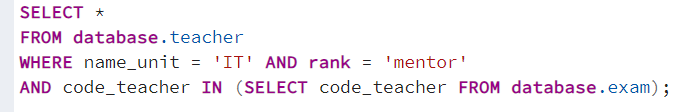 SELECT *
FROM database.teacher
WHERE name_unit = 'IT' AND rank = 'mentor'
AND code_teacher IN (SELECT code_teacher FROM database.exam);